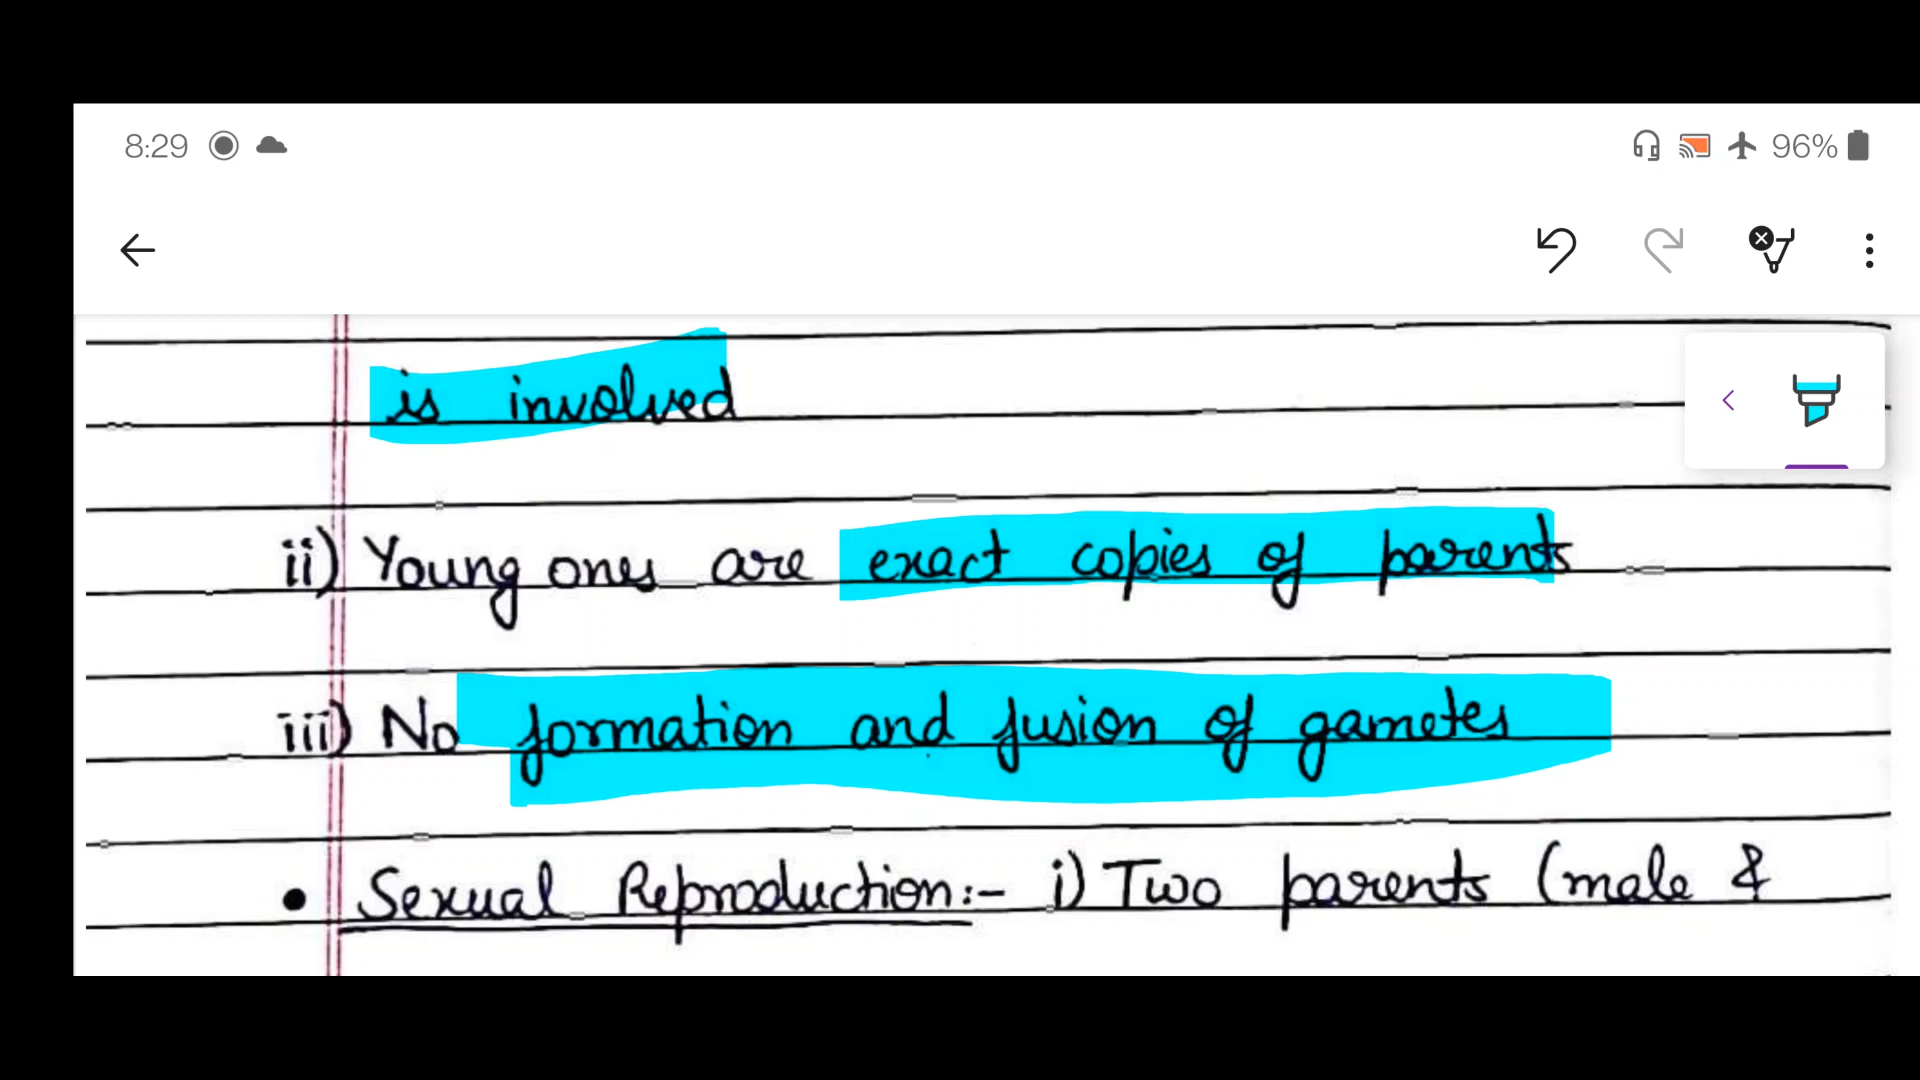 8:29
96%
is involved
ii) Young ones are exact copies of parents
iii) No formation and fusion of gametes
• Sexual Reproduction:- i) Two parents (male &